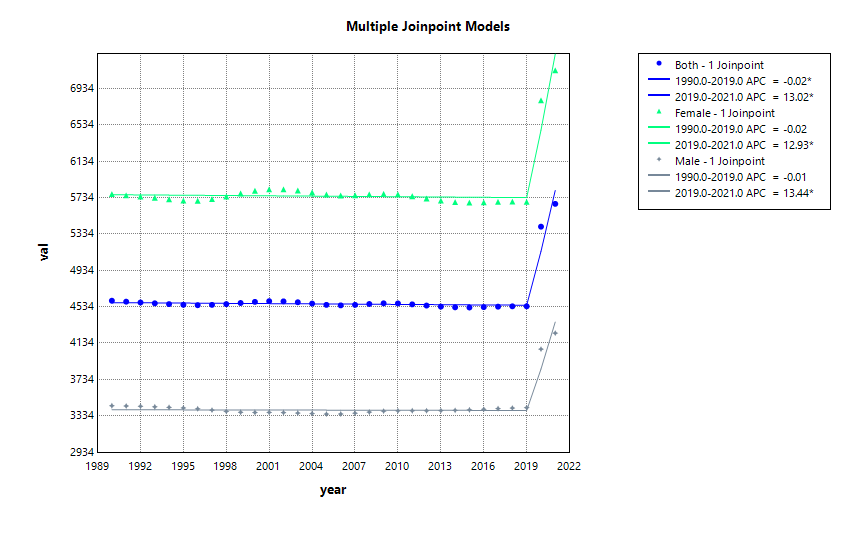 Multiple Joinpoint Models
val
6934
6534
6134
5734
5334
4934
4534
4134
3734
3334
2934
1989 1992 1995 1998 2001 2004 2007 2010 2013 2016 2019 2022
year
Both - 1 Joinpoint
1990.0-2019.0 APC = -0.02*
2019.0-2021.0 APC = 13.02*
Female - 1 Joinpoint
1990.0-2019.0 APC = -0.02
2019.0-2021.0 APC = 12.93*
Male - 1 Joinpoint
1990.0-2019.0 APC = -0.01
2019.0-2021.0 APC = 13.44*